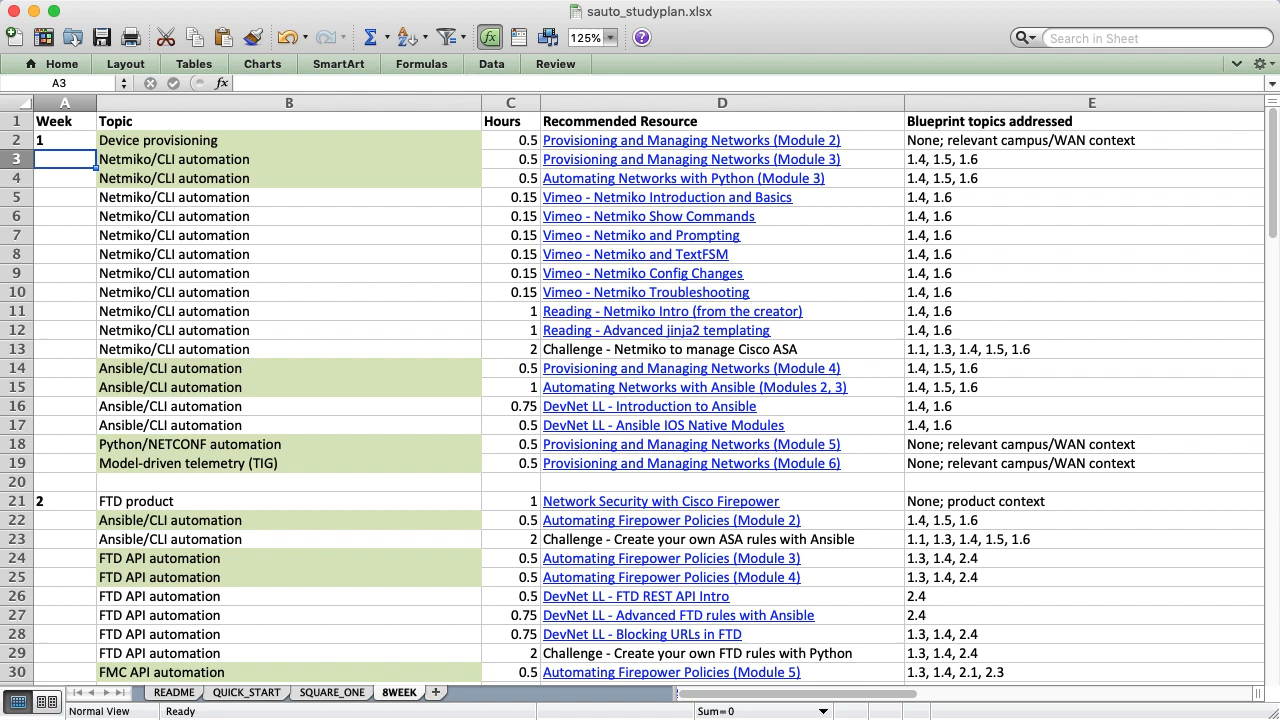 sauto_studyplan.xlsx
125%
Search in Sheet
Home Layout Tables Charts SmartArt Formulas Data Review
A3 fx
A B C D E
1 Week Topic Hours Recommended Resource Blueprint topics addressed
2 1 Device provisioning 0.5 Provisioning and Managing Networks (Module 2) None; relevant campus/WAN context
3 Netmiko/CLI automation 0.5 Provisioning and Managing Networks (Module 3) 1.4, 1.5, 1.6
4 Netmiko/CLI automation 0.5 Automating Networks with Python (Module 3) 1.4, 1.5, 1.6
5 Netmiko/CLI automation 0.15 Vimeo - Netmiko Introduction and Basics 1.4, 1.6
6 Netmiko/CLI automation 0.15 Vimeo - Netmiko Show Commands 1.4, 1.6
7 Netmiko/CLI automation 0.15 Vimeo - Netmiko and Prompting 1.4, 1.6
8 Netmiko/CLI automation 0.15 Vimeo - Netmiko and TextFSM 1.4, 1.6
9 Netmiko/CLI automation 0.15 Vimeo - Netmiko Config Changes 1.4, 1.6
10 Netmiko/CLI automation 0.15 Vimeo - Netmiko Troubleshooting 1.4, 1.6
11 Netmiko/CLI automation 1 Reading - Netmiko Intro (from the creator) 1.4, 1.6
12 Netmiko/CLI automation 1 Reading - Advanced jinja2 templating 1.4, 1.6
13 Netmiko/CLI automation 2 Challenge - Netmiko to manage Cisco ASA 1.1, 1.3, 1.4, 1.5, 1.6
14 Ansible/CLI automation 0.5 Provisioning and Managing Networks (Module 4) 1.4, 1.5, 1.6
15 Ansible/CLI automation 1 Automating Networks with Ansible (Modules 2, 3) 1.4, 1.5, 1.6
16 Ansible/CLI automation 0.75 DevNet LL - Introduction to Ansible 1.4, 1.6
17 Ansible/CLI automation 0.5 DevNet LL - Ansible IOS Native Modules 1.4, 1.6
18 Python/NETCONF automation 0.5 Provisioning and Managing Networks (Module 5) None; relevant campus/WAN context
19 Model-driven telemetry (TIG) 0.5 Provisioning and Managing Networks (Module 6) None; relevant campus/WAN context
20
21 2 FTD product 1 Network Security with Cisco Firepower None; product context
22 Ansible/CLI automation 0.5 Automating Firepower Policies (Module 2) 1.4, 1.5, 1.6
23 Ansible/CLI automation 2 Challenge - Create your own ASA rules with Ansible 1.1, 1.3, 1.4, 1.5, 1.6
24 FTD API automation 0.5 Automating Firepower Policies (Module 3) 1.3, 1.4, 2.4
25 FTD API automation 0.5 Automating Firepower Policies (Module 4) 1.3, 1.4, 2.4
26 FTD API automation 0.5 DevNet LL - FTD REST API Intro 2.4
27 FTD API automation 0.75 DevNet LL - Advanced FTD rules with Ansible 2.4
28 FTD API automation 0.75 DevNet LL - Blocking URLs in FTD 1.3, 1.4, 2.4
29 FTD API automation 2 Challenge - Create your own FTD rules with Python 1.3, 1.4, 2.4
30 FMC API automation 0.5 Automating Firepower Policies (Module 5) 1.3, 1.4, 2.1, 2.3
README QUICK_START SQUARE_ONE 8WEEK +
Normal View Ready Sum=0